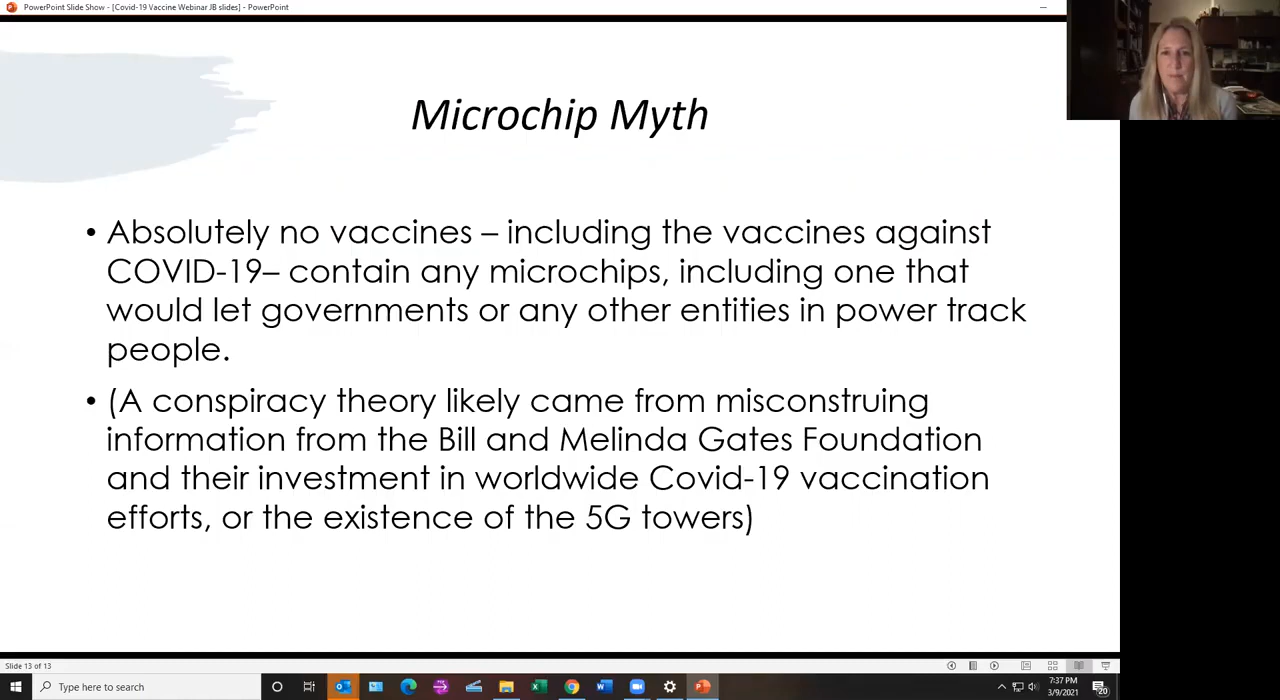 PowerPoint Slide Show - [Covid-19 Vaccine Webinar JB slides] - PowerPoint
Microchip Myth
• Absolutely no vaccines – including the vaccines against
COVID-19– contain any microchips, including one that
would let governments or any other entities in power track
people.
• (A conspiracy theory likely came from misconstruing
information from the Bill and Melinda Gates Foundation
and their investment in worldwide Covid-19 vaccination
efforts, or the existence of the 5G towers)
Slide 13 of 13
Type here to search
7:37 PM
3/9/2021
20